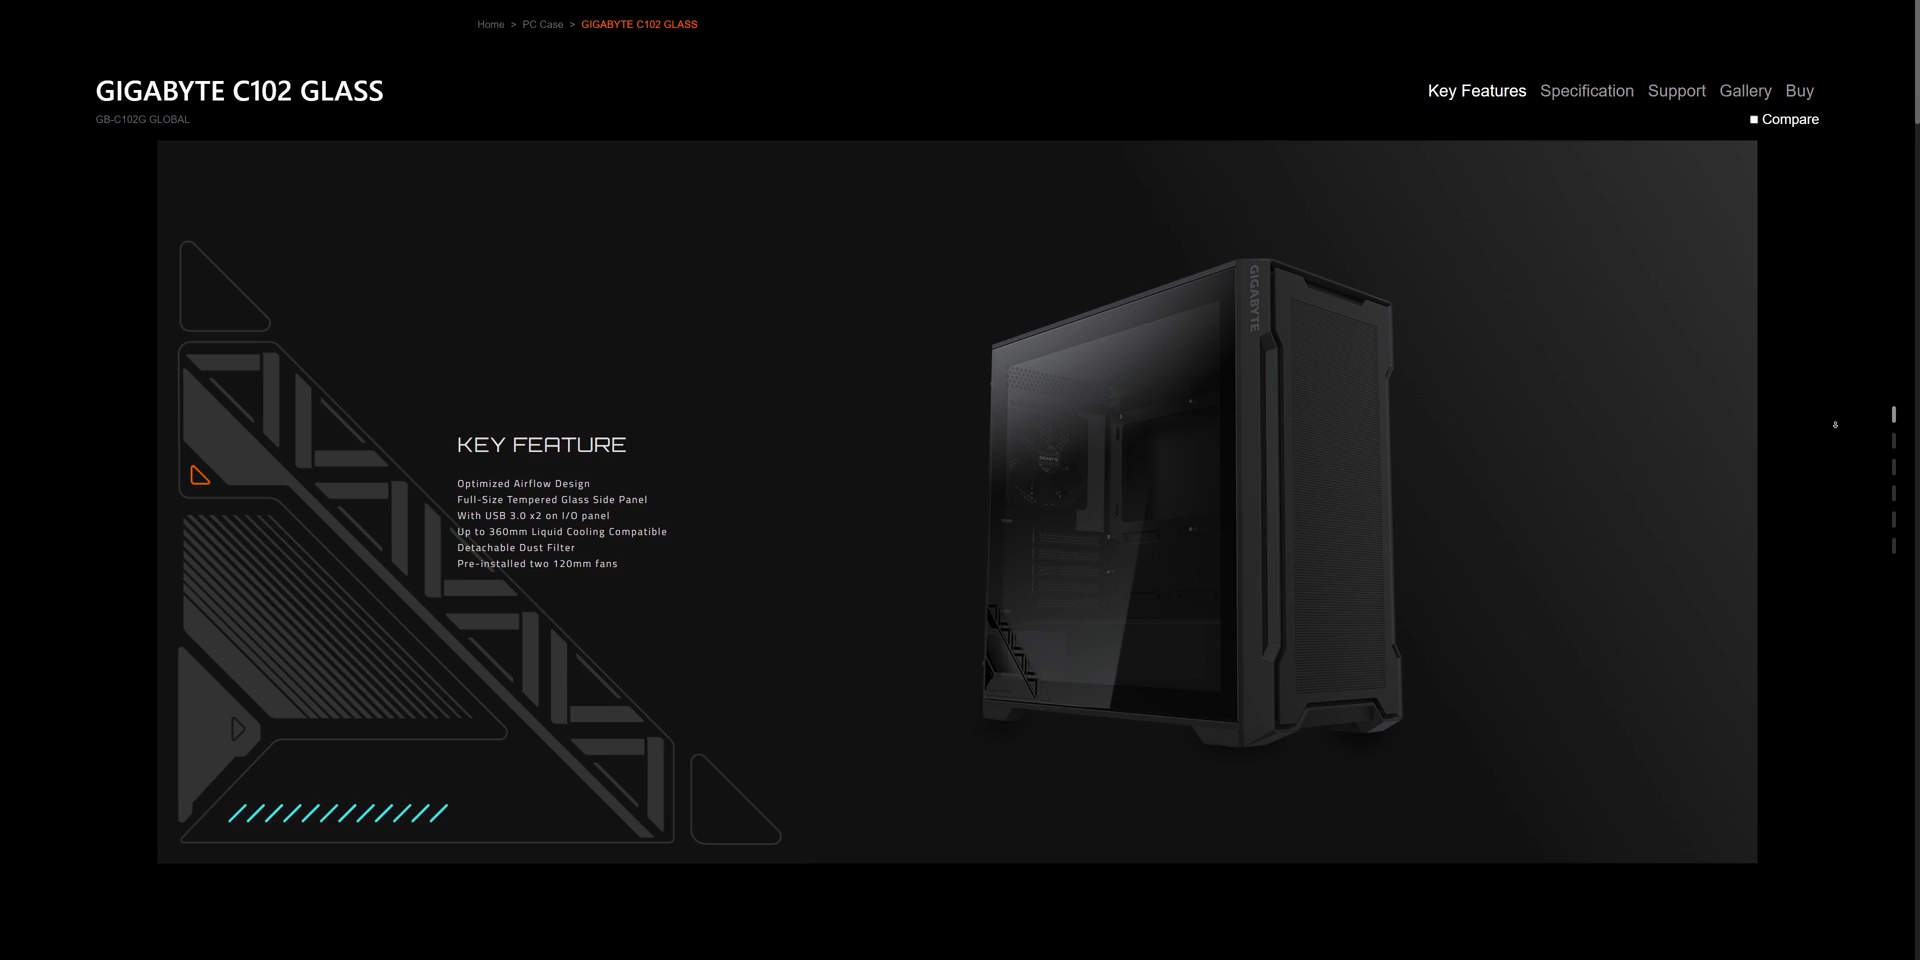 Home > PC Case > GIGABYTE C102 GLASS
GIGABYTE C102 GLASS
GB-C102G GLOBAL
Key Features Specification Support Gallery Buy
Compare
KEY FEATURE
Optimized Airflow Design
Full-Size Tempered Glass Side Panel
With USB 3.0 x2 on I/O panel
Up to 360mm Liquid Cooling Compatible
Detachable Dust Filter
Pre-installed two 120mm fans
GIGABYTE
GIGABYTE